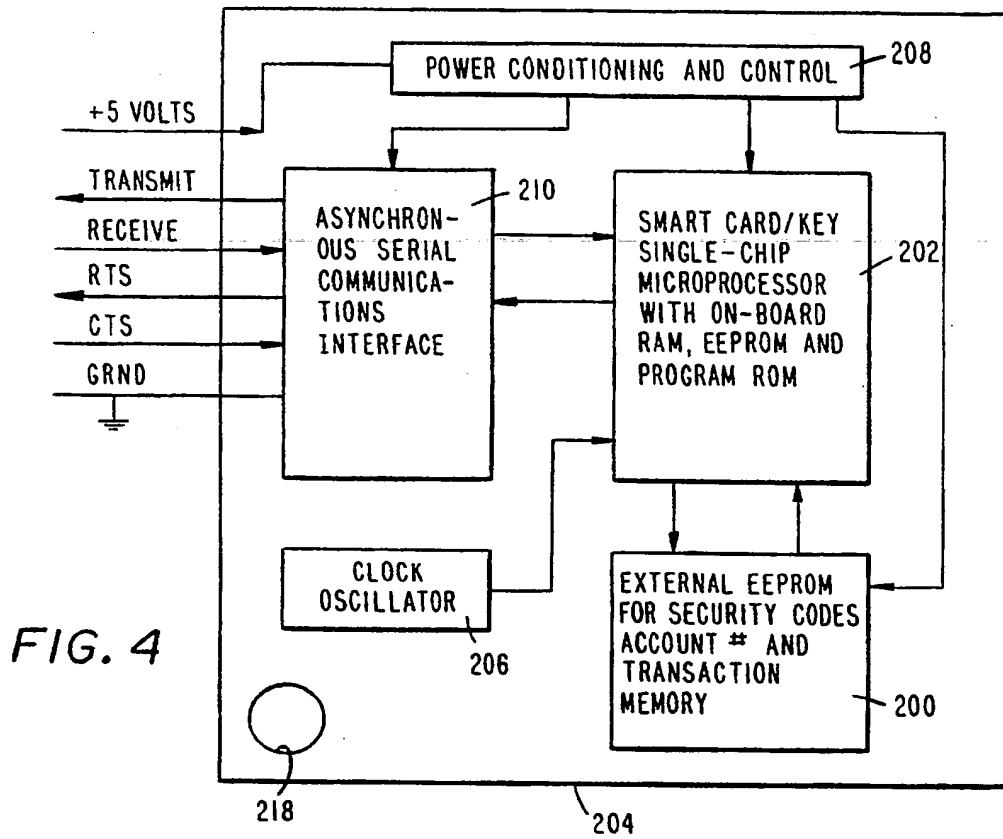 POWER CONDITIONING AND CONTROL
208
+5 VOLTS
TRANSMIT
RECEIVE
RTS
CTS
GRND
210
ASYNCHRON-
OUS SERIAL
COMMUNICA-
TIONS
INTERFACE
SMART CARD/KEY
SINGLE-CHIP
MICROPROCESSOR
WITH ON-BOARD
RAM, EEPROM AND
PROGRAM ROM
202
CLOCK
OSCILLATOR
206
EXTERNAL EEPROM
FOR SECURITY CODES
ACCOUNT # AND
TRANSACTION
MEMORY
200
FIG. 4
218
204